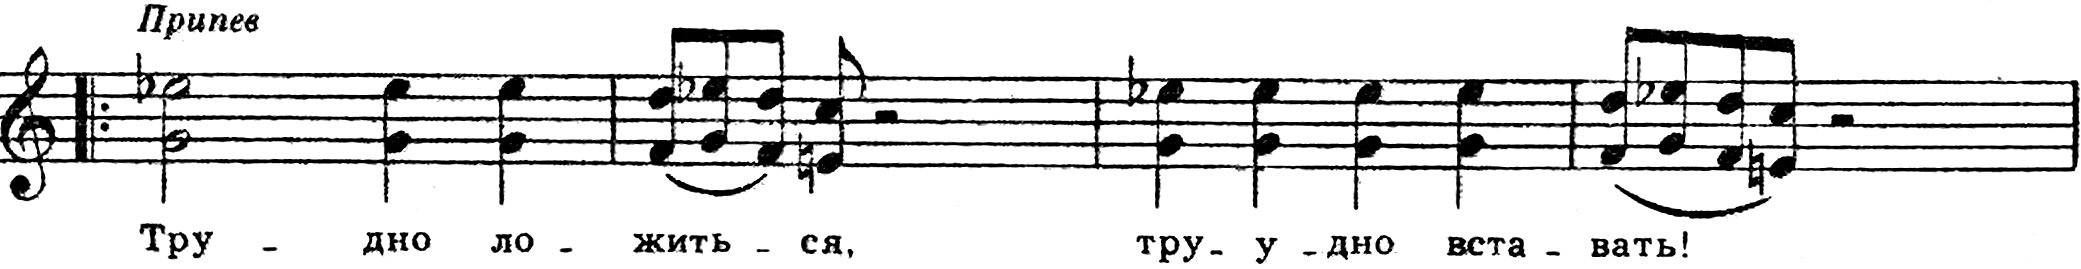 Припев
Тру - дно ло - жить - ся, тру - у - дно вста - вать!